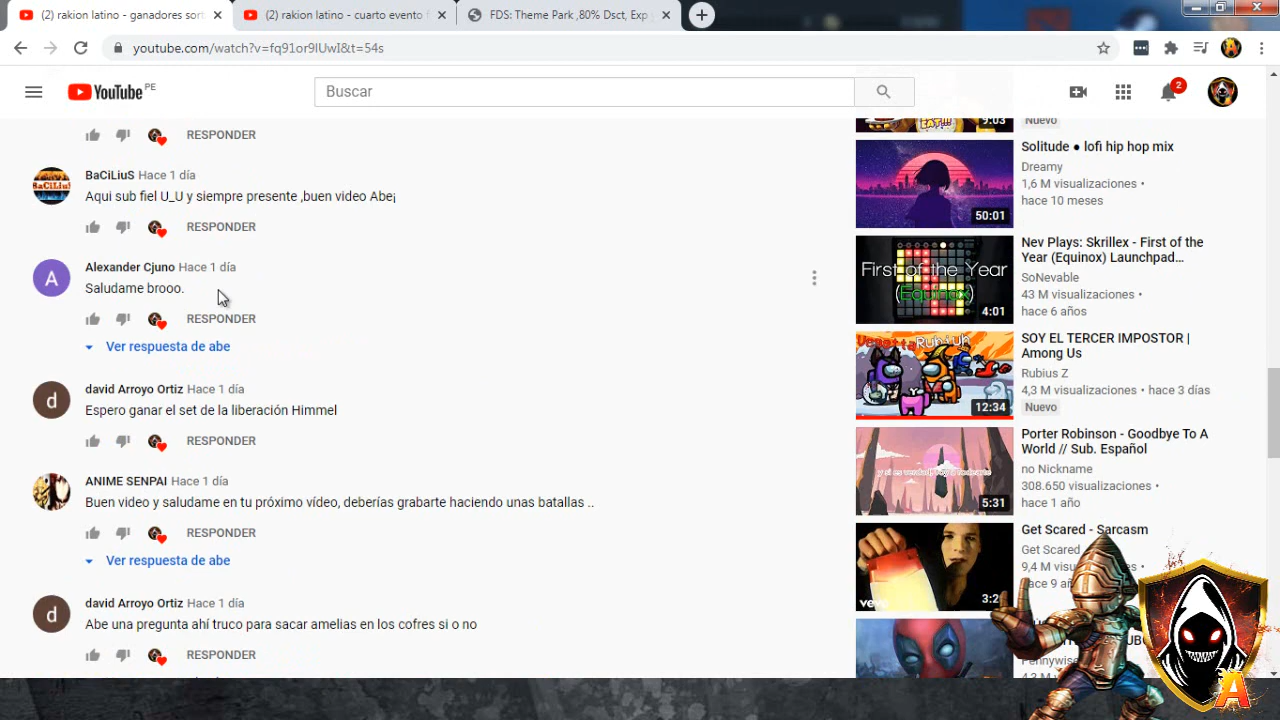 (2) rakion latino - ganadores sort
(2) rakion latino - cuarto evento f
FDS: Theme Park ,80% Dsct, Exp y
youtube.com/watch?v=fq91or9lUwI&t=54s
YouTube PE
Buscar
2
RESPONDER
BaCiLiuS Hace 1 día
Aqui sub fiel U_U y siempre presente ,buen video Abe¡
RESPONDER
A
Alexander Cjuno Hace 1 día
Saludame brooo.
RESPONDER
Ver respuesta de abe
d
david Arroyo Ortiz Hace 1 día
Espero ganar el set de la liberación Himmel
RESPONDER
ANIME SENPAI Hace 1 día
Buen video y saludame en tu próximo vídeo, deberías grabarte haciendo unas batallas ..
RESPONDER
Ver respuesta de abe
d
david Arroyo Ortiz Hace 1 día
Abe una pregunta ahí truco para sacar amelias en los cofres si o no
RESPONDER
9:03
Nuevo
50:01
Solitude ● lofi hip hop mix
Dreamy
1,6 M visualizaciones •
hace 10 meses
First of the Year
(Equinox)
4:01
Nev Plays: Skrillex - First of the
Year (Equinox) Launchpad...
SoNevable
43 M visualizaciones •
hace 6 años
Vegetta Rubiuh
12:34
SOY EL TERCER IMPOSTOR |
Among Us
Rubius Z
4,3 M visualizaciones • hace 3 días
Nuevo
5:31
Porter Robinson - Goodbye To A
World // Sub. Español
no Nickname
308.650 visualizaciones •
hace 1 año
vevo
Get Scared - Sarcasm
Get Scared
9,4 M
Pennywise
A